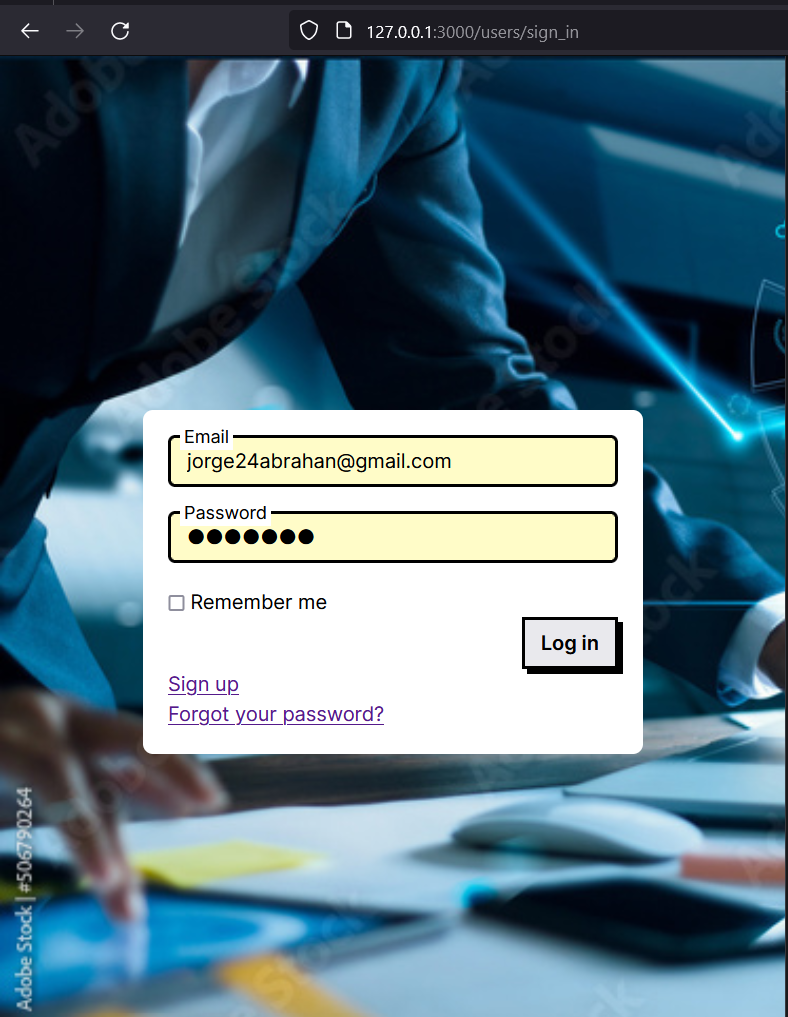 127.0.0.1:3000/users/sign_in
Email
jorge24abrahan@gmail.com
Password
●●●●●●●
Remember me
Log in
Sign up
Forgot your password?
Adobe Stock | #506790264
Adobe Stock